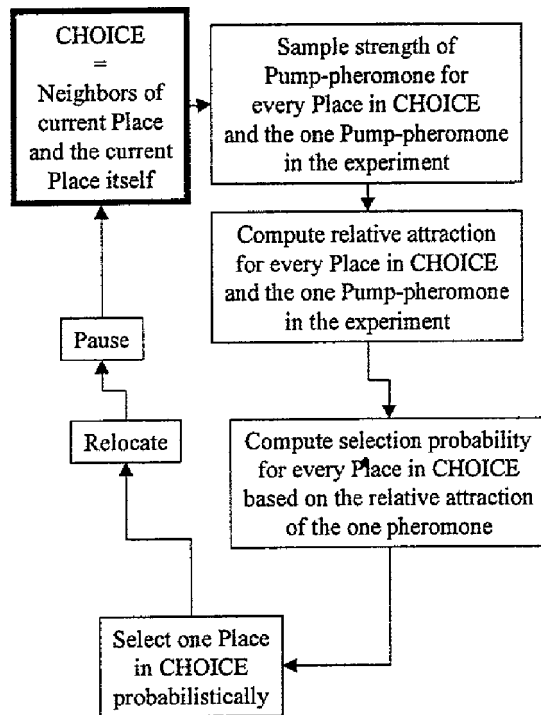 CHOICE
=
Neighbors of
current Place
and the current
Place itself
Sample strength of
Pump-pheromone for
every Place in CHOICE
and the one Pump-pheromone
in the experiment
Compute relative attraction
for every Place in CHOICE
and the one Pump-pheromone
in the experiment
Compute selection probability
for every Place in CHOICE
based on the relative attraction
of the one pheromone
Select one Place
in CHOICE
probabilistically
Relocate
Pause